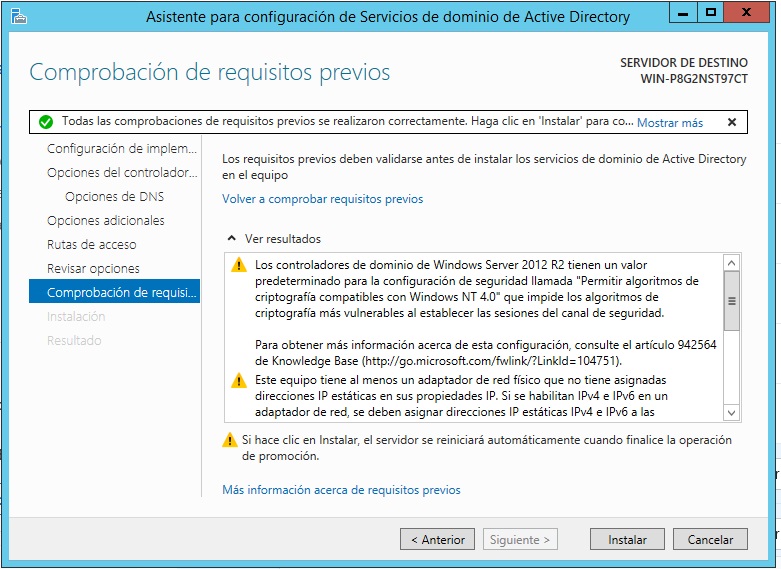 Asistente para configuración de Servicios de dominio de Active Directory
Comprobación de requisitos previos
SERVIDOR DE DESTINO
WIN-P8G2NST97CT
Todas las comprobaciones de requisitos previos se realizaron correctamente. Haga clic en 'Instalar' para co... Mostrar más
Configuración de implem...
Opciones del controlador...
Opciones de DNS
Opciones adicionales
Rutas de acceso
Revisar opciones
Comprobación de requisi...
Instalación
Resultado
Los requisitos previos deben validarse antes de instalar los servicios de dominio de Active Directory
en el equipo
Volver a comprobar requisitos previos
Ver resultados
Los controladores de dominio de Windows Server 2012 R2 tienen un valor
predeterminado para la configuración de seguridad llamada "Permitir algoritmos de
criptografía compatibles con Windows NT 4.0" que impide los algoritmos de
criptografía más vulnerables al establecer las sesiones del canal de seguridad.
Para obtener más información acerca de esta configuración, consulte el artículo 942564
de Knowledge Base (http://go.microsoft.com/fwlink/?LinkId=104751).
Este equipo tiene al menos un adaptador de red físico que no tiene asignadas
direcciones IP estáticas en sus propiedades IP. Si se habilitan IPv4 e IPv6 en un
adaptador de red, se deben asignar direcciones IP estáticas IPv4 e IPv6 a las
Si hace clic en Instalar, el servidor se reiniciará automáticamente cuando finalice la operación
de promoción.
Más información acerca de requisitos previos
< Anterior
Siguiente >
Instalar
Cancelar